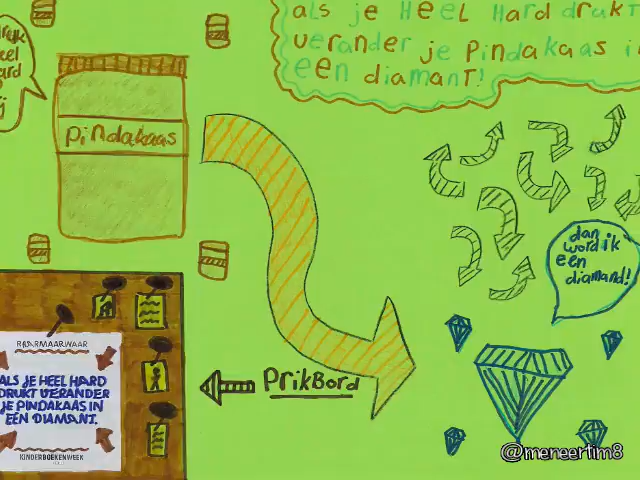 als je HEEL Hard drukt
verander je Pindakaas i
een diamant!
pindakaas
dan
word ik
een
diamand!
RAARMAARWAAR
ALS JE HEEL HARD
DRUKT VERANDER
JE PINDAKAAS IN
EEN DIAMANT.
KINDERBOEKENWEEK
PrikBord
@meneertim8